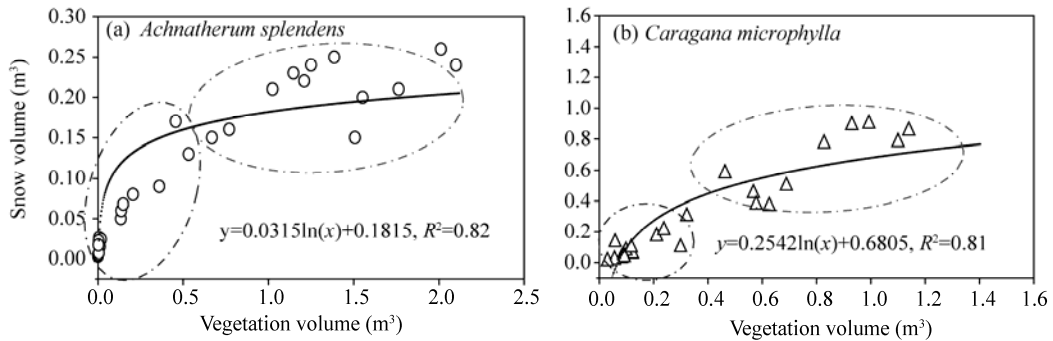 (a) Achnatherum splendens
Snow volume (m³)
0.30
0.25
0.20
0.15
0.10
0.05
0.00
y=0.0315ln(x)+0.1815, R²=0.82
0.0 0.5 1.0 1.5 2.0 2.5
Vegetation volume (m³)
(b) Caragana microphylla
1.6
1.4
1.2
1.0
0.8
0.6
0.4
0.2
0.0
y=0.2542ln(x)+0.6805, R²=0.81
0.0 0.2 0.4 0.6 0.8 1.0 1.2 1.4 1.6
Vegetation volume (m³)